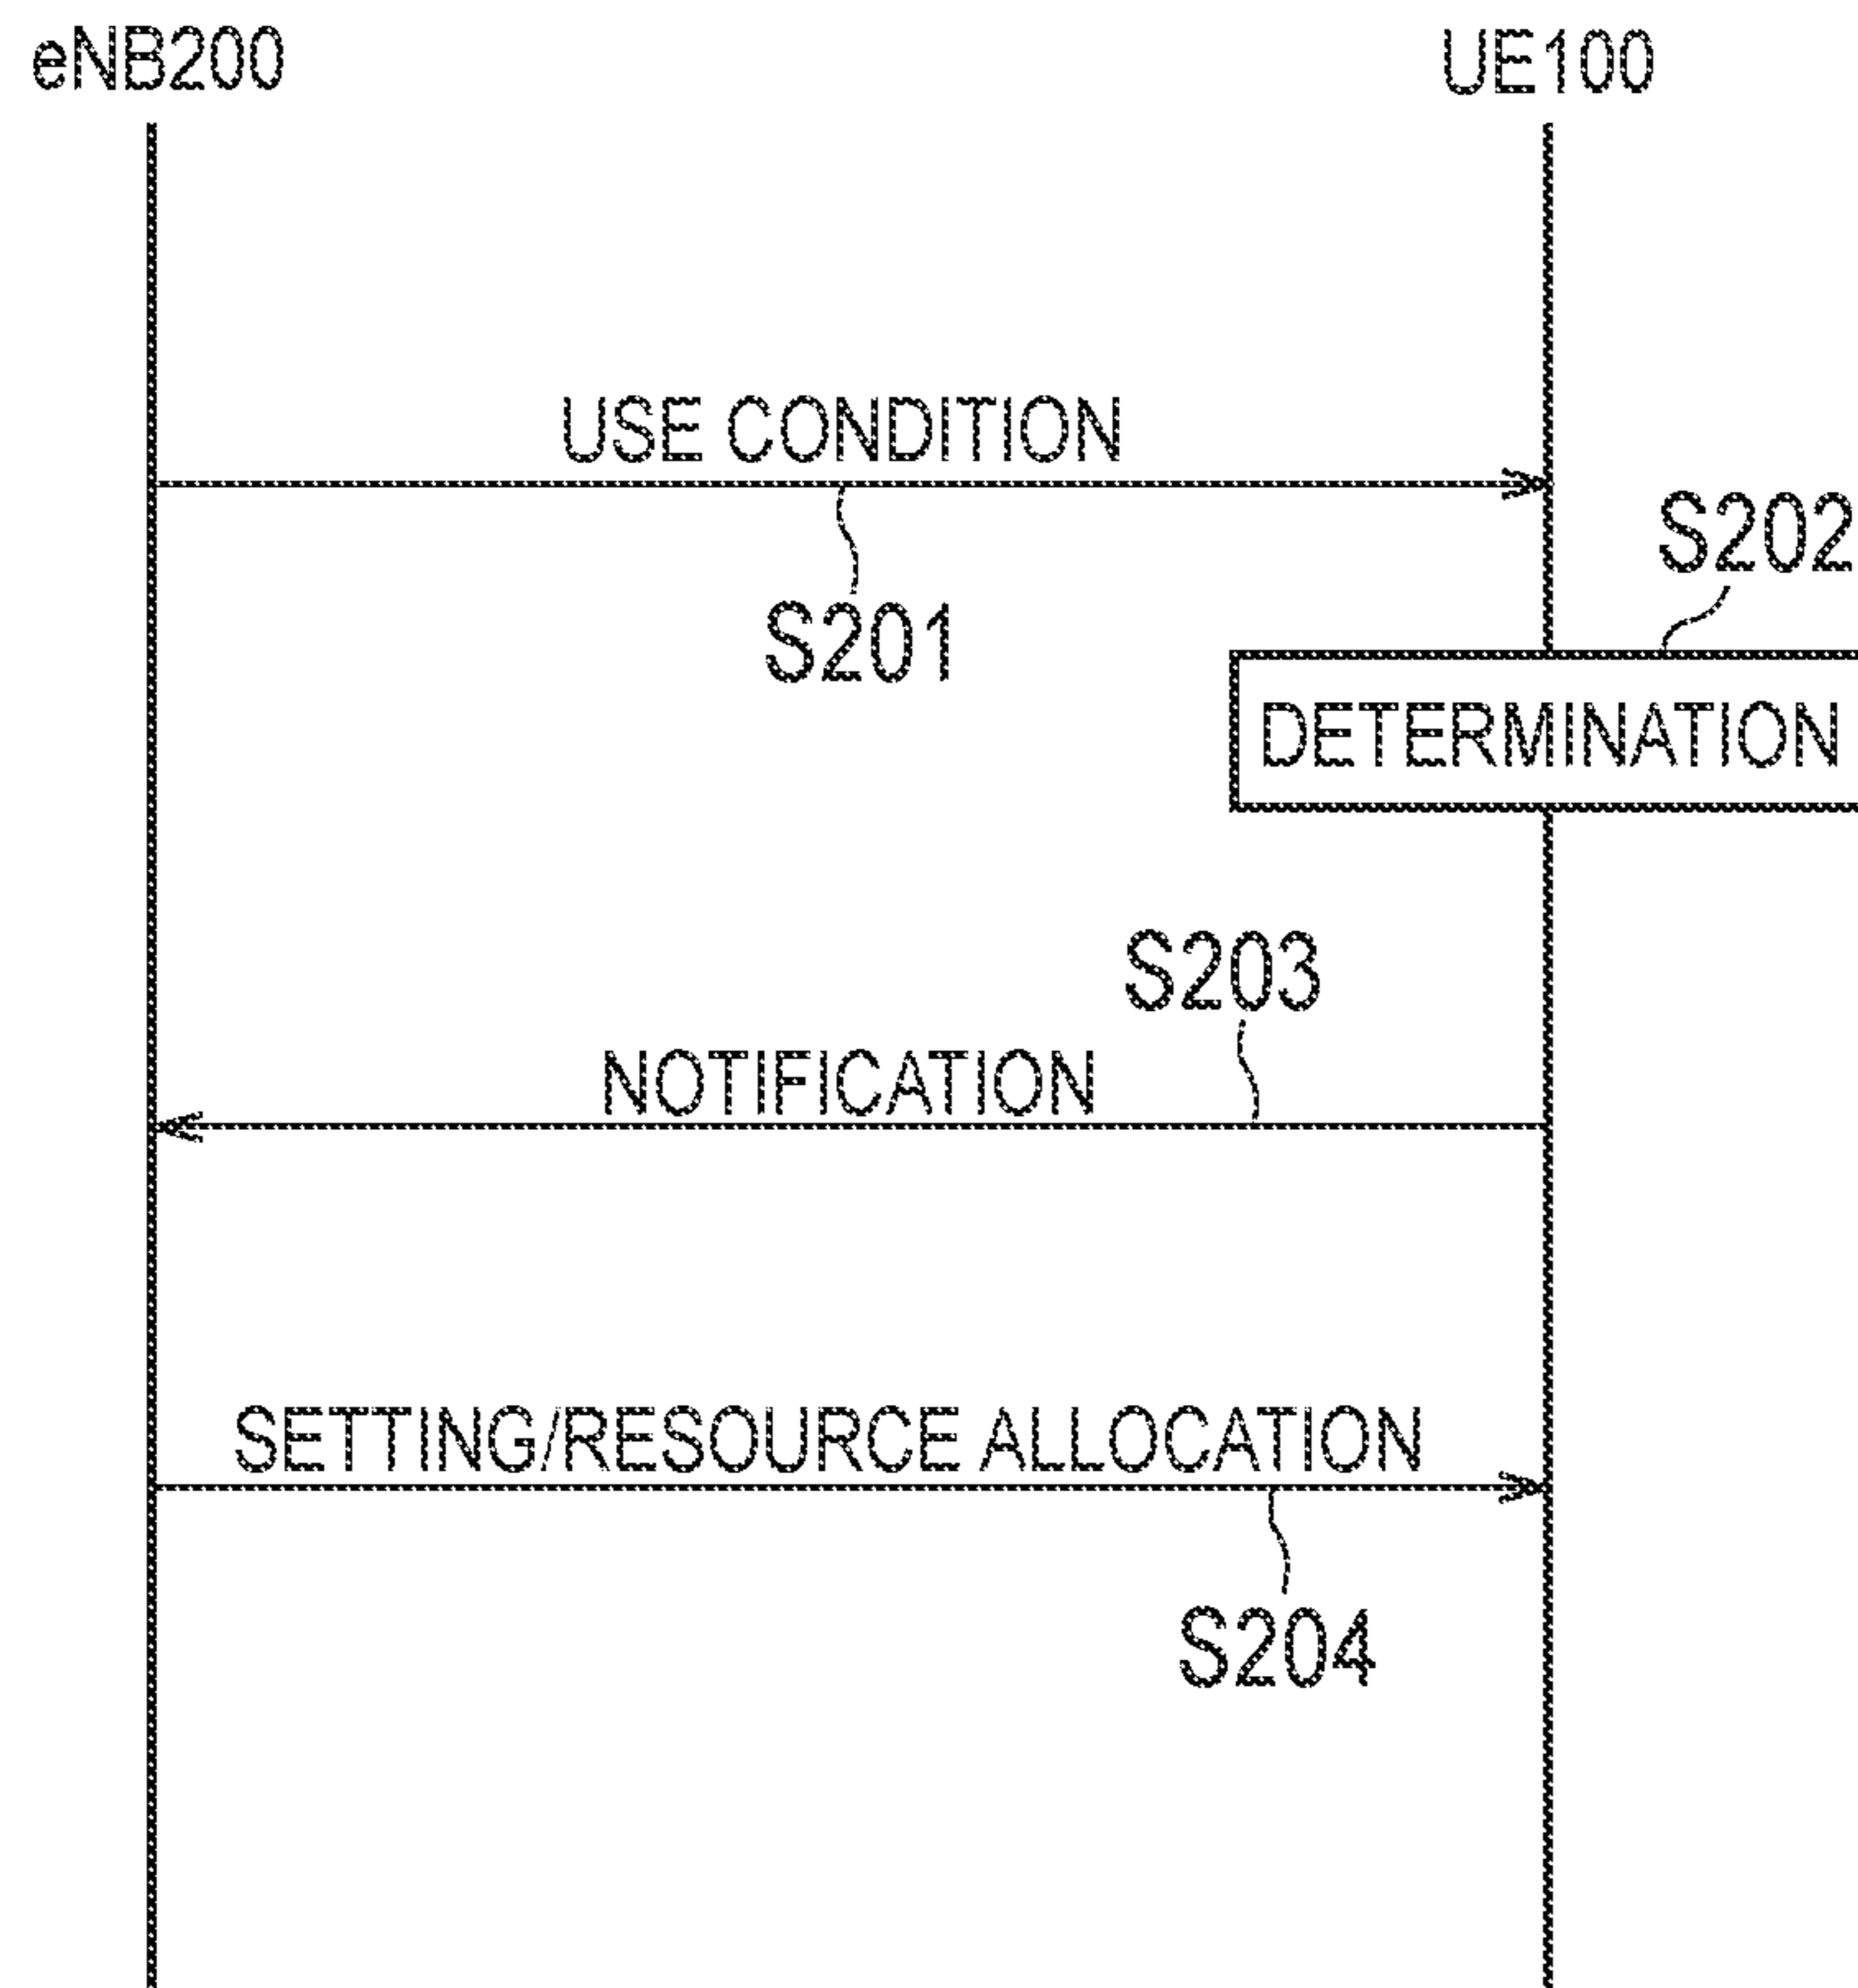 eNB200
UE100
USE CONDITION
S201
S202
DETERMINATION
S203
NOTIFICATION
SETTING/RESOURCE ALLOCATION
S204